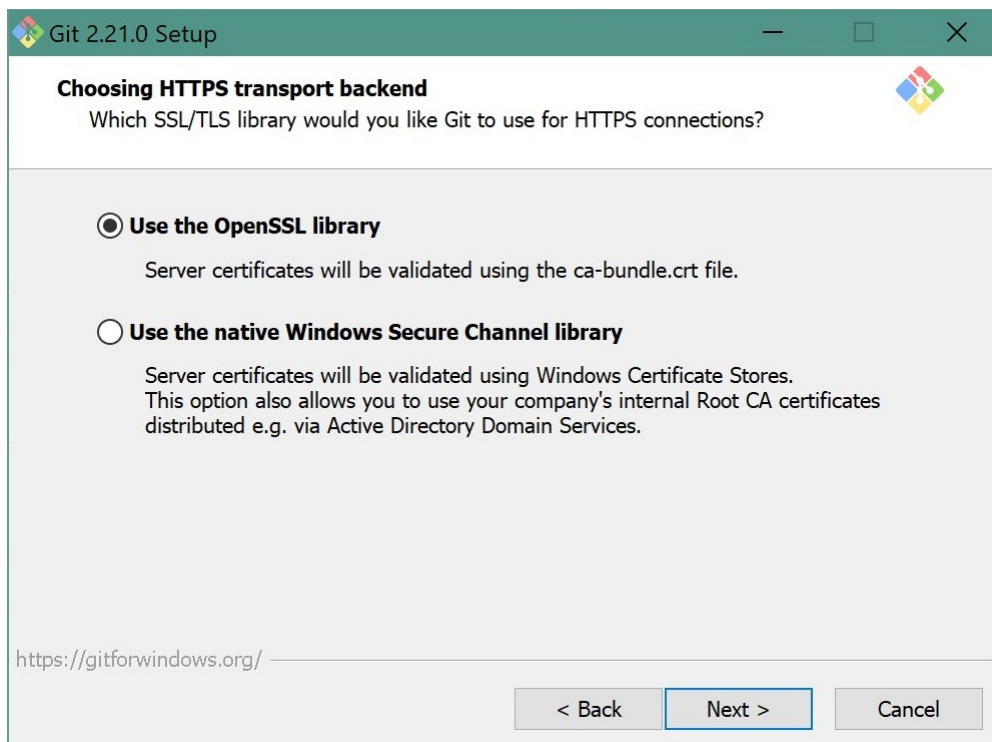 Git 2.21.0 Setup
Choosing HTTPS transport backend
Which SSL/TLS library would you like Git to use for HTTPS connections?
Use the OpenSSL library
Server certificates will be validated using the ca-bundle.crt file.
Use the native Windows Secure Channel library
Server certificates will be validated using Windows Certificate Stores.
This option also allows you to use your company's internal Root CA certificates
distributed e.g. via Active Directory Domain Services.
https://gitforwindows.org/
< Back Next > Cancel